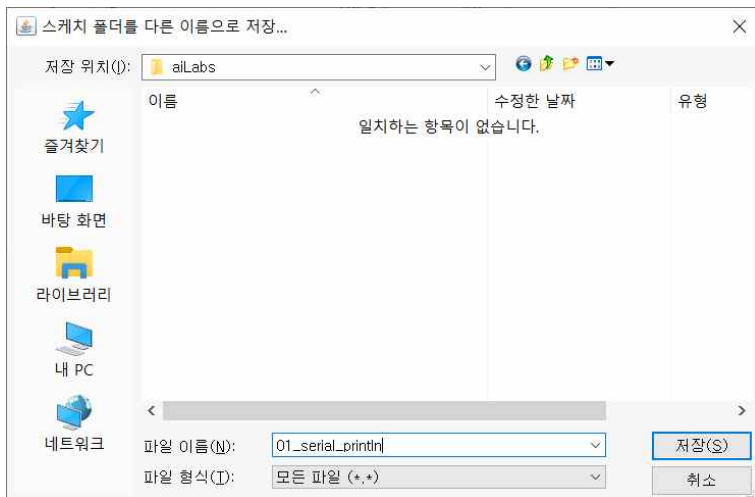 스케치 폴더를 다른 이름으로 저장...
저장 위치(I):
aiLabs
이름
수정한 날짜
유형
일치하는 항목이 없습니다.
즐겨찾기
바탕 화면
라이브러리
내 PC
네트워크
파일 이름(N):
01_serial_println
저장(S)
파일 형식(T):
모든 파일 (*.*)
취소